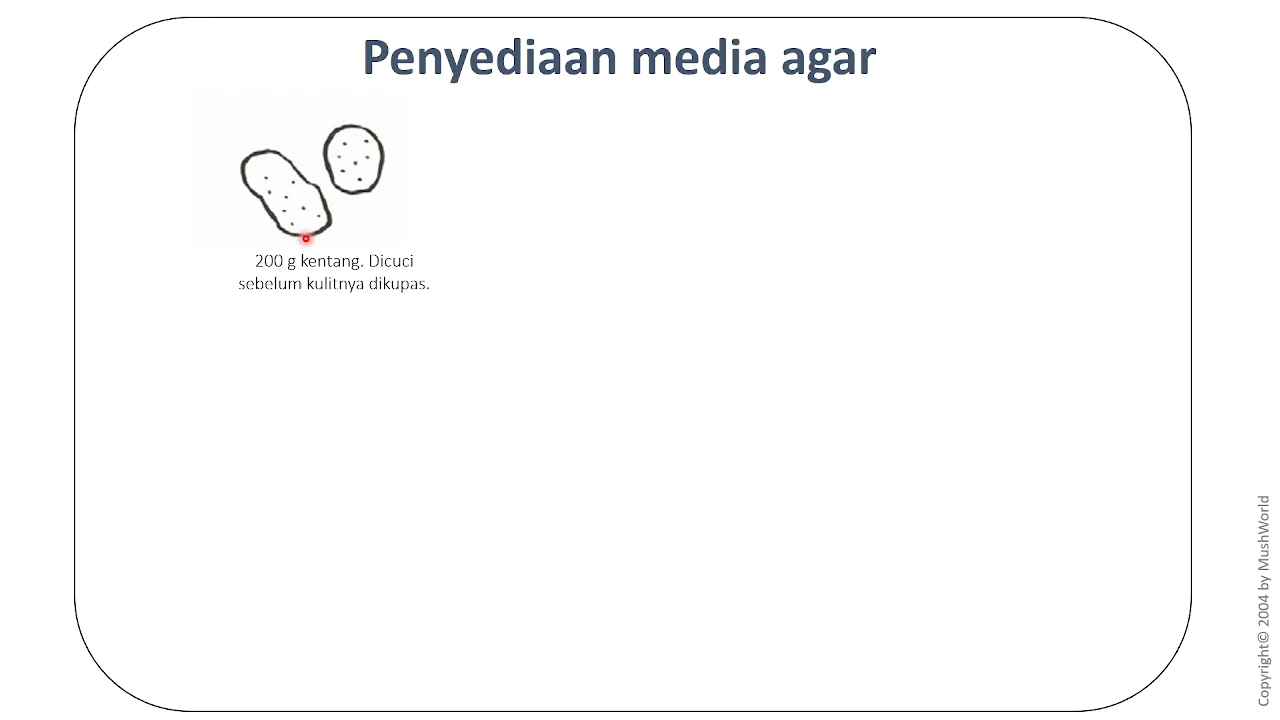 Penyediaan media agar
200 g kentang. Dicuci
sebelum kulitnya dikupas.
Copyright© 2004 by MushWorld